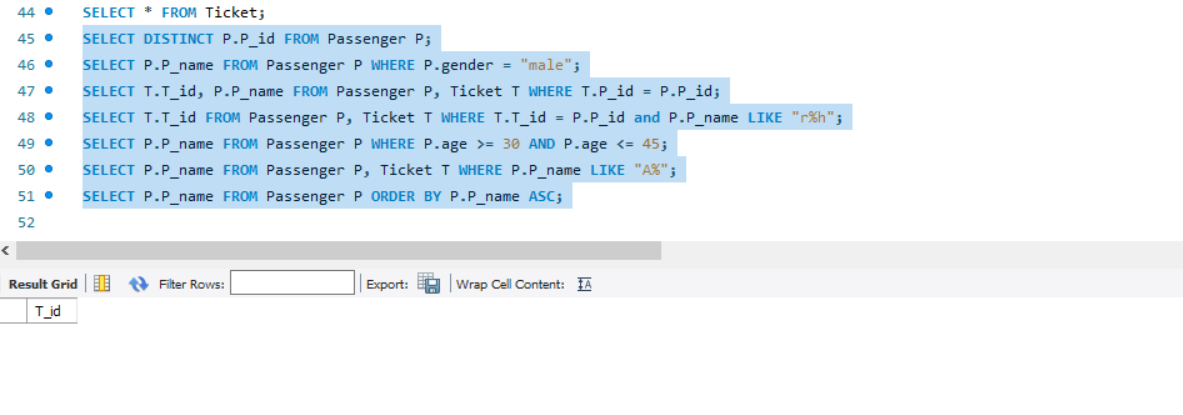 44 SELECT * FROM Ticket;
45 SELECT DISTINCT P.P_id FROM Passenger P;
46 SELECT P.P_name FROM Passenger P WHERE P.gender = "male";
47 SELECT T.T_id, P.P_name FROM Passenger P, Ticket T WHERE T.P_id = P.P_id;
48 SELECT T.T_id FROM Passenger P, Ticket T WHERE T.T_id = P.P_id and P.P_name LIKE "r%h";
49 SELECT P.P_name FROM Passenger P WHERE P.age >= 30 AND P.age <= 45;
50 SELECT P.P_name FROM Passenger P, Ticket T WHERE P.P_name LIKE "A%";
51 SELECT P.P_name FROM Passenger P ORDER BY P.P_name ASC;
52
Result Grid Filter Rows: Export: Wrap Cell Content:
T_id